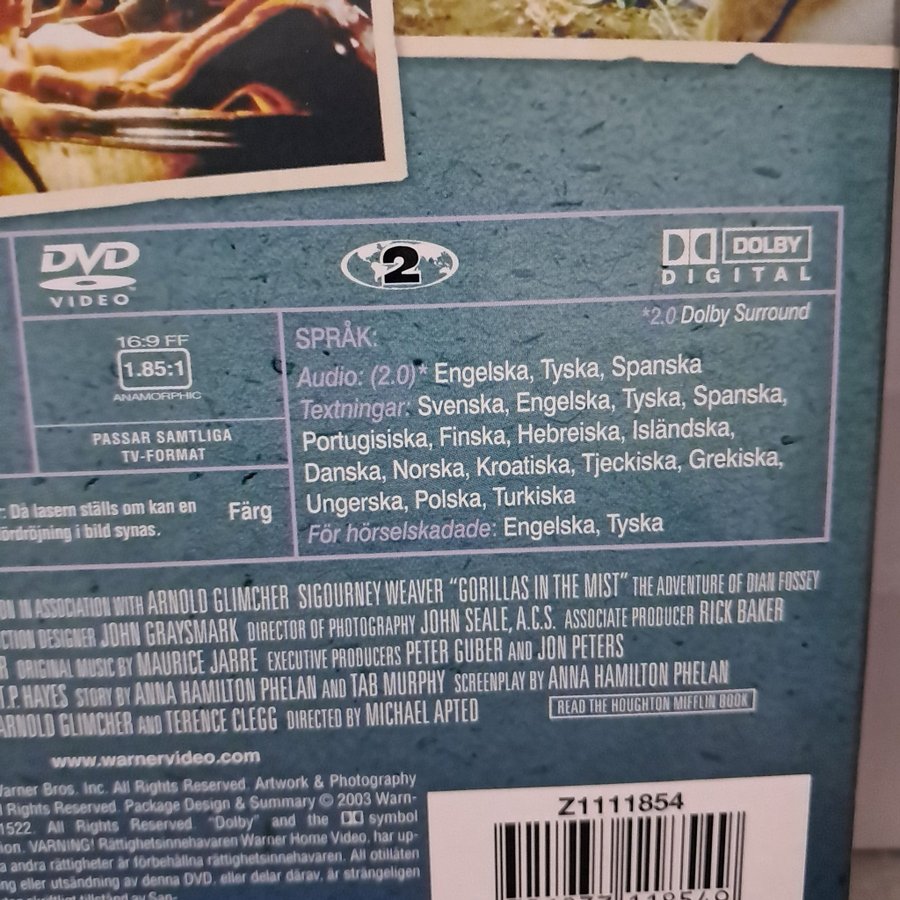 DVD
VIDEO
2
DOLBY
DIGITAL
*2.0 Dolby Surround
16:9 FF
1.85:1
ANAMORPHIC
PASSAR SAMTLIGA
TV-FORMAT
SPRÅK:
Audio: (2.0)* Engelska, Tyska, Spanska
Textningar: Svenska, Engelska, Tyska, Spanska,
Portugisiska, Finska, Hebreiska, Isländska,
Danska, Norska, Kroatiska, Tjeckiska, Grekiska,
Ungerska, Polska, Turkiska
För hörselskadade: Engelska, Tyska
: Då lasern ställs om kan en
ördröjning i bild synas.
Färg
IN ASSOCIATION WITH ARNOLD GLIMCHER SIGOURNEY WEAVER "GORILLAS IN THE MIST" THE ADVENTURE OF DIAN FOSSEY
DESIGNER JOHN GRAYSMARK DIRECTOR OF PHOTOGRAPHY JOHN SEALE, A.C.S. ASSOCIATE PRODUCER RICK BAKER
ORIGINAL MUSIC BY MAURICE JARRE EXECUTIVE PRODUCERS PETER GUBER AND JON PETERS
T.P. HAYES STORY BY ANNA HAMILTON PHELAN AND TAB MURPHY SCREENPLAY BY ANNA HAMILTON PHELAN
ARNOLD GLIMCHER AND TERENCE CLEGG DIRECTED BY MICHAEL APTED
READ THE HOUGHTON MIFFLIN BOOK
www.warnervideo.com
Warner Bros. Inc. All Rights Reserved. Artwork & Photography
Rights Reserved. Package Design & Summary © 2003 Warn-
1522. All Rights Reserved. "Dolby" and the symbol
ion. VARNING! Rättighetsinnehavaren Warner Home Video, har up-
a andra rättigheter är förbehållna rättighetsinnehavaren. All otillåten
ng eller utsändning av denna DVD, eller delar därav, är strängeligen
Z1111854